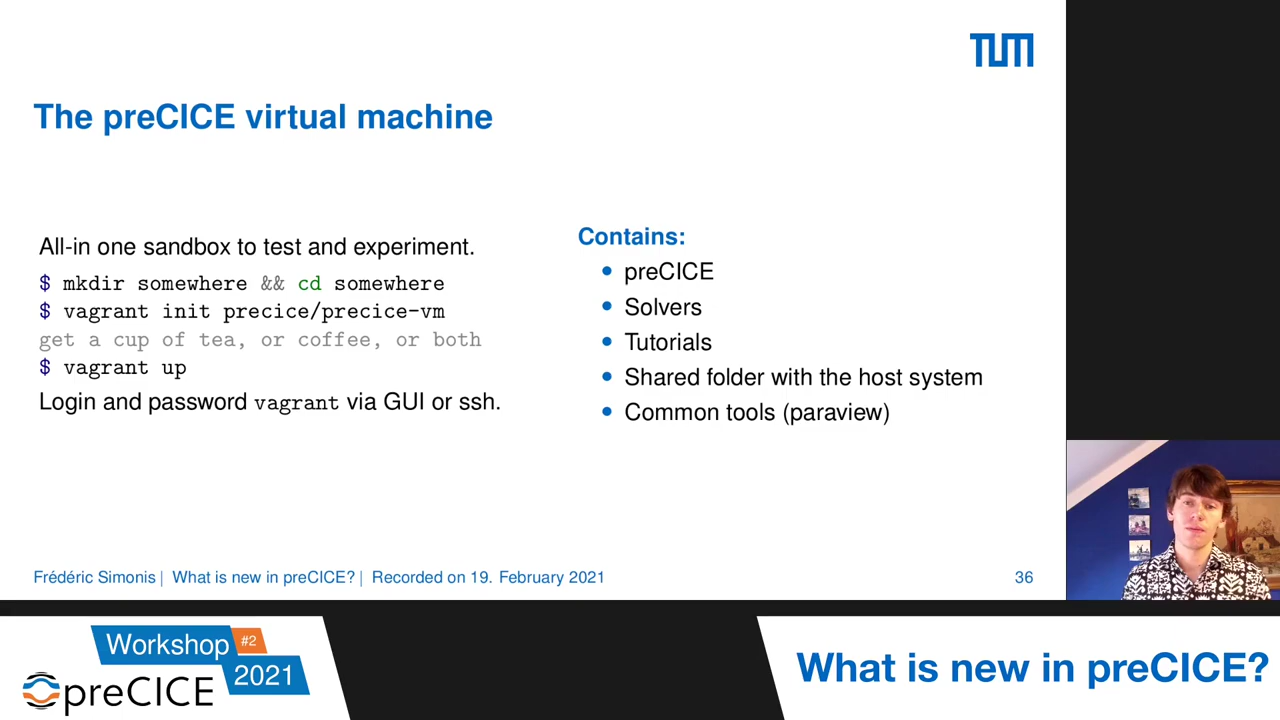 TUM
The preCICE virtual machine
All-in one sandbox to test and experiment.
$ mkdir somewhere && cd somewhere
$ vagrant init precice/precice-vm
get a cup of tea, or coffee, or both
$ vagrant up
Login and password vagrant via GUI or ssh.
Contains:
• preCICE
• Solvers
• Tutorials
• Shared folder with the host system
• Common tools (paraview)
Frédéric Simonis | What is new in preCICE? | Recorded on 19. February 2021
36
Workshop #2
2021
preCICE
What is new in preCICE?